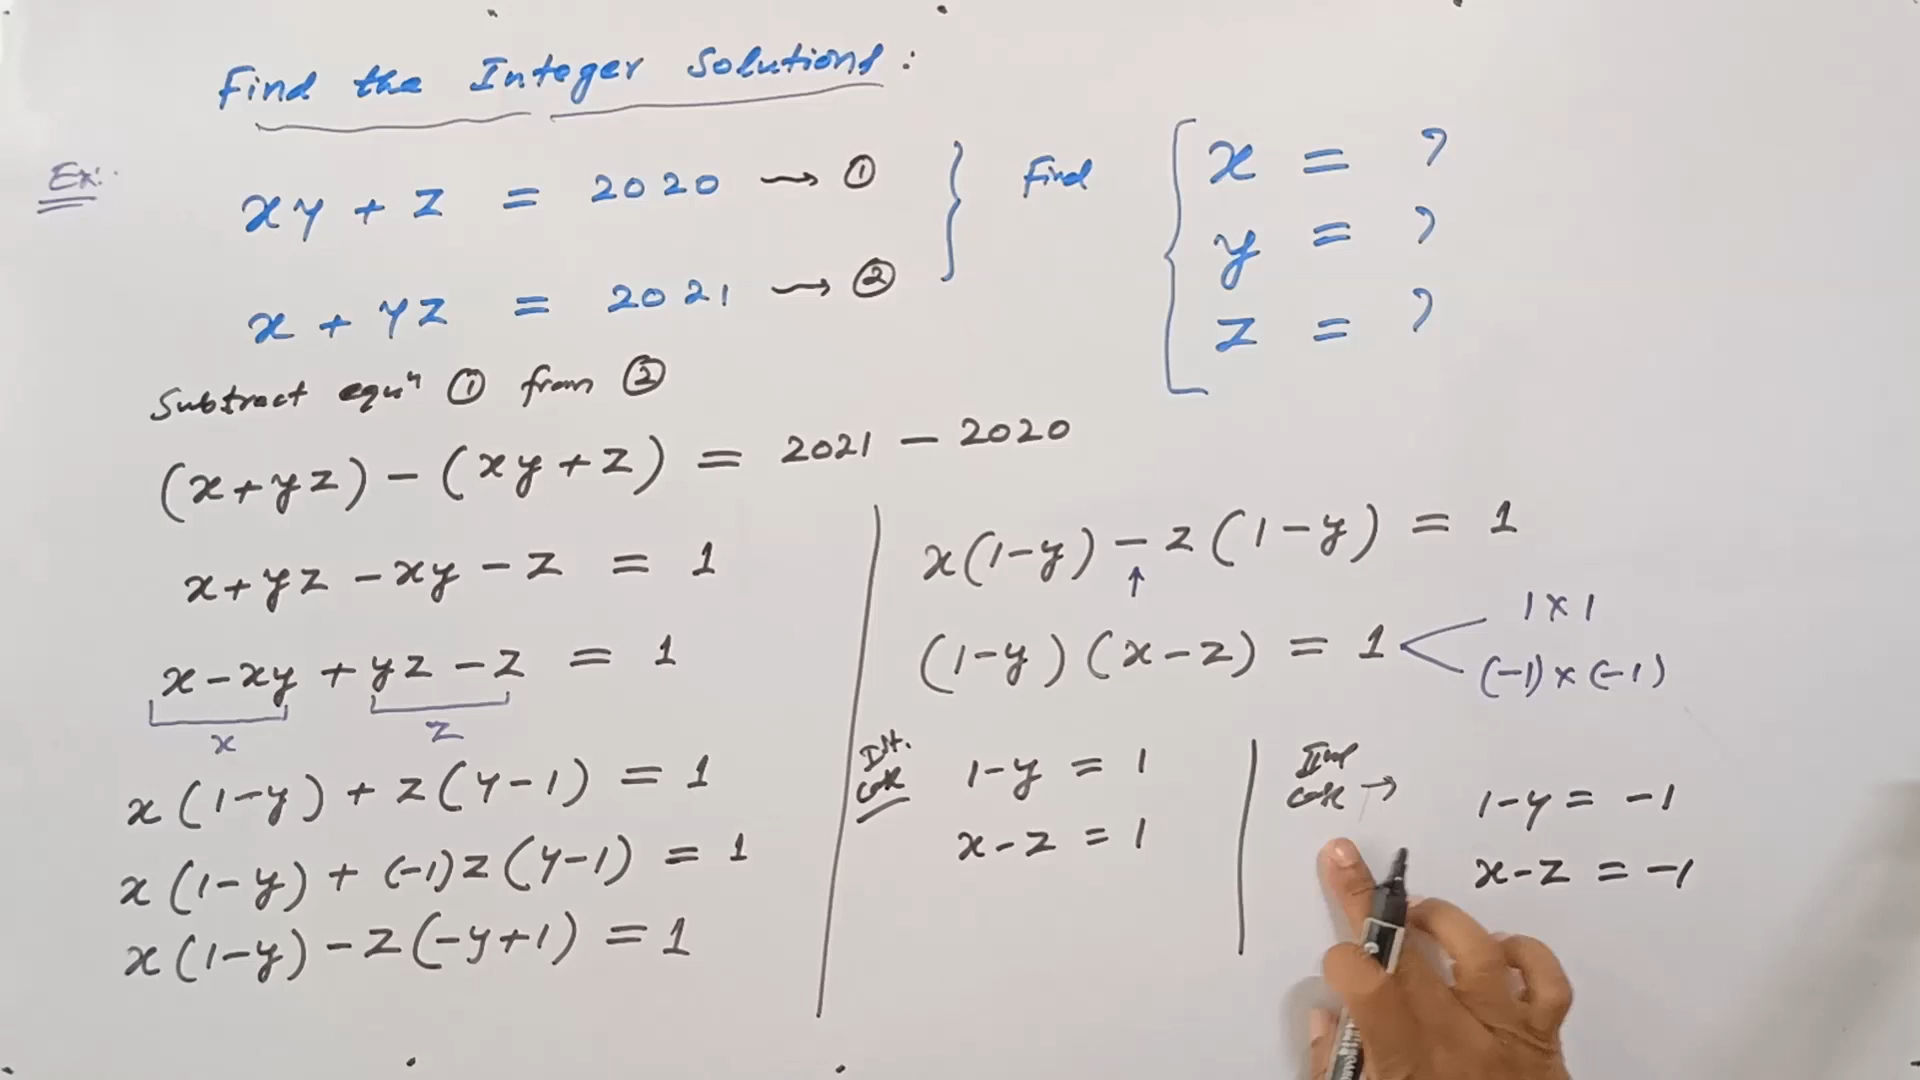 Find the Integer Solutions :
Ex:
xy + z = 2020 → ①
x + yz = 2021 → ②
Find
x = ?
y = ?
z = ?
Subtract equⁿ ① from ②
(x+yz) - (xy+z) = 2021 - 2020
x+yz - xy - z = 1
x-xy + yz - z = 1
x z
x(1-y) + z(y-1) = 1
x(1-y) + (-1)z(y-1) = 1
x(1-y) - z(-y+1) = 1
x(1-y) - z(1-y) = 1
↑
(1-y)(x-z) = 1
1×1
(-1)×(-1)
Ist. case
1-y = 1
x-z = 1
IInd case →
1-y = -1
x-z = -1